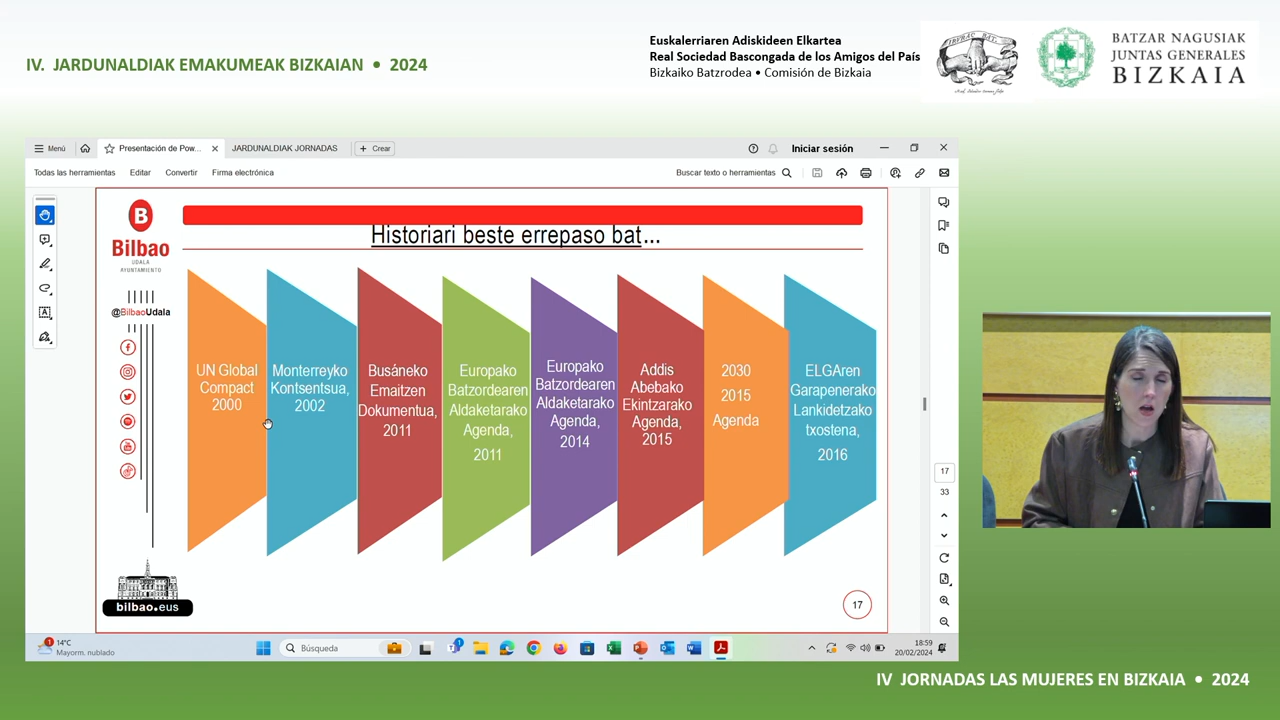 IV. JARDUNALDIAK EMAKUMEAK BIZKAIAN • 2024
Euskalerriaren Adiskideen Elkartea
Real Sociedad Bascongada de los Amigos del País
Bizkaiko Batzrodea • Comisión de Bizkaia
BATZAR NAGUSIAK
JUNTAS GENERALES
BIZKAIA
Menú
Presentación de Pow...
JARDUNALDIAK JORNADAS
+ Crear
Iniciar sesión
Todas las herramientas
Editar
Convertir
Firma electrónica
Buscar texto o herramientas
B
Bilbao
UDALA
AYUNTAMIENTO
@BilbaoUdala
bilbao.eus
Historiari beste errepaso bat...
UN Global
Compact
2000
Monterreyko
Kontsentsua,
2002
Busáneko
Emaitzen
Dokumentua,
2011
Europako
Batzordearen
Aldaketarako
Agenda,
2011
Europako
Batzordearen
Aldaketarako
Agenda,
2014
Addis
Abebako
Ekintzarako
Agenda,
2015
2030
2015
Agenda
ELGAren
Garapenerako
Lankidetzako
txostena,
2016
17
17
33
1
14°C
Mayorm. nublado
Búsqueda
1
18:59
20/02/2024
IV JORNADAS LAS MUJERES EN BIZKAIA • 2024